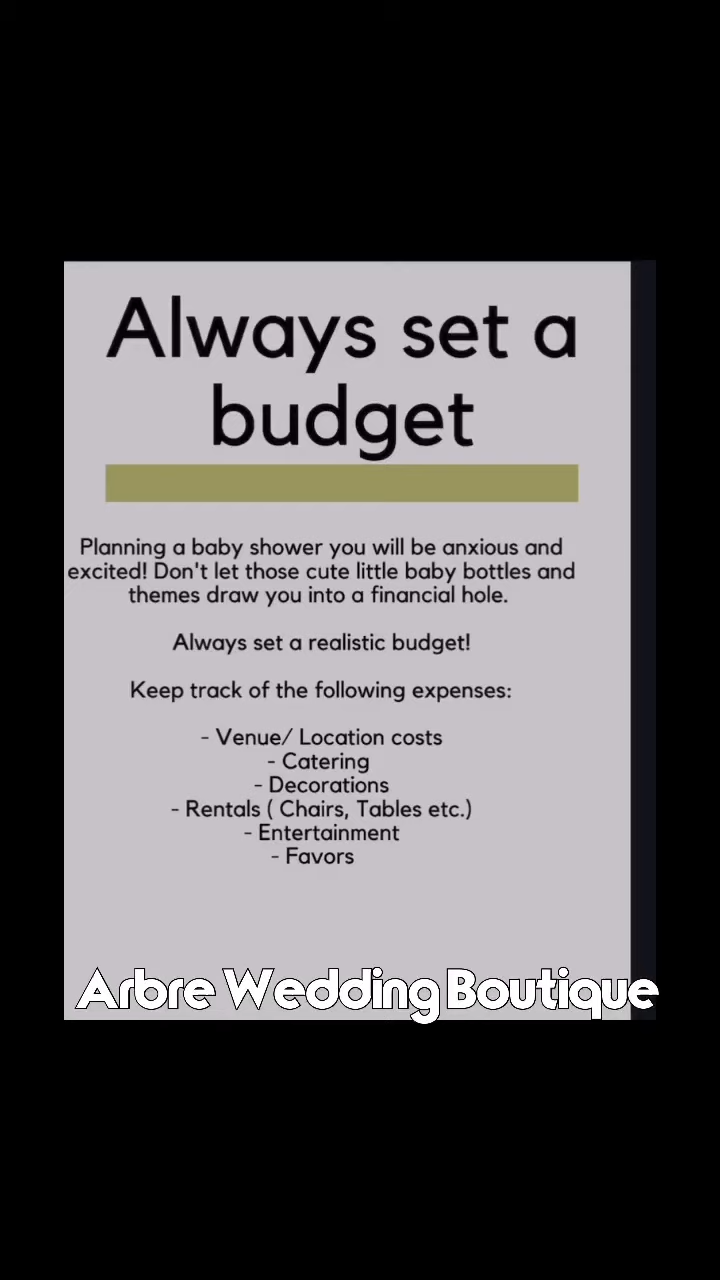 Always set a
budget
Planning a baby shower you will be anxious and
excited! Don't let those cute little baby bottles and
themes draw you into a financial hole.
Always set a realistic budget!
Keep track of the following expenses:
- Venue/ Location costs
- Catering
- Decorations
- Rentals ( Chairs, Tables etc.)
- Entertainment
- Favors
Arbre Wedding Boutique